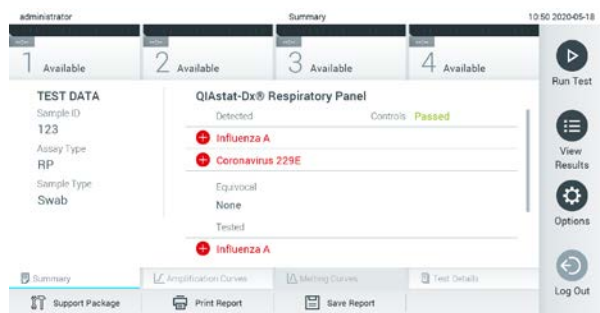 administrator Summary 10:50 2020-05-18
1 Available 2 Available 3 Available 4 Available
Run Test
TEST DATA
Sample ID
123
Assay Type
RP
Sample Type
Swab
QIAstat-Dx® Respiratory Panel
Detected Controls Passed
Influenza A
Coronavirus 229E
Equivocal
None
Tested
Influenza A
View
Results
Options
Log Out
Summary Amplification Curves Melting Curves Test Details
Support Package Print Report Save Report